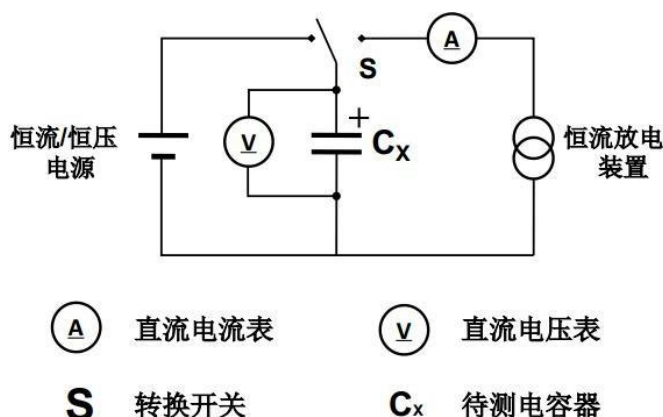 S
A
恒流/恒压
电源
V
+
Cx
恒流放电
装置
A 直流电流表
V 直流电压表
S 转换开关
Cx 待测电容器